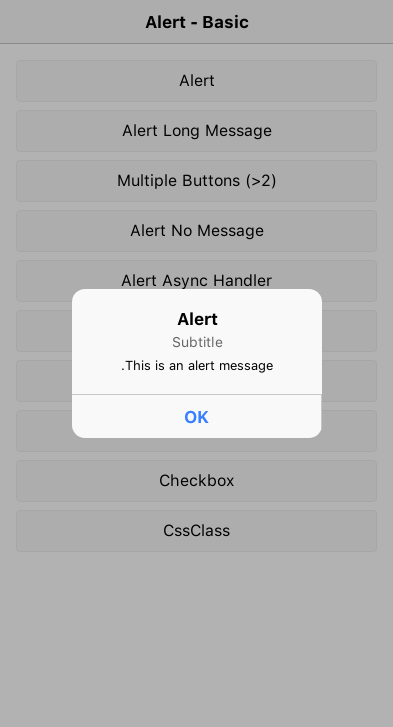 Alert - Basic
Alert
Alert Long Message
Multiple Buttons (>2)
Alert No Message
Alert Async Handler
Alert
Subtitle
.This is an alert message
OK
Checkbox
CssClass